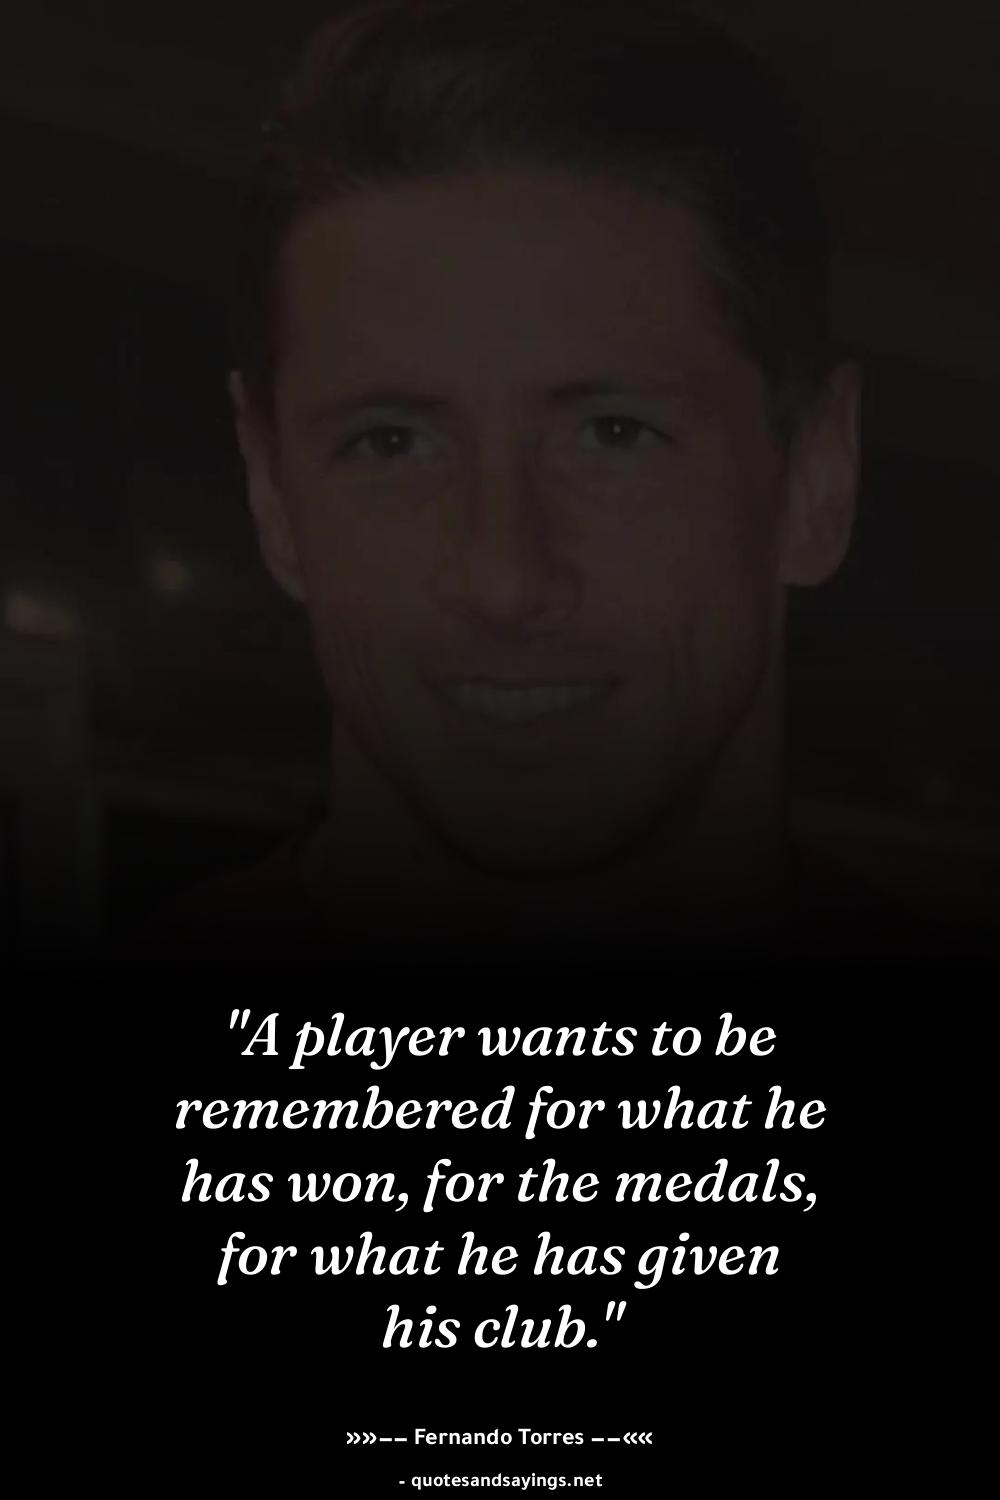 "A player wants to be
remembered for what he
has won, for the medals,
for what he has given
his club."
»»−− Fernando Torres −−««
- quotesandsayings.net